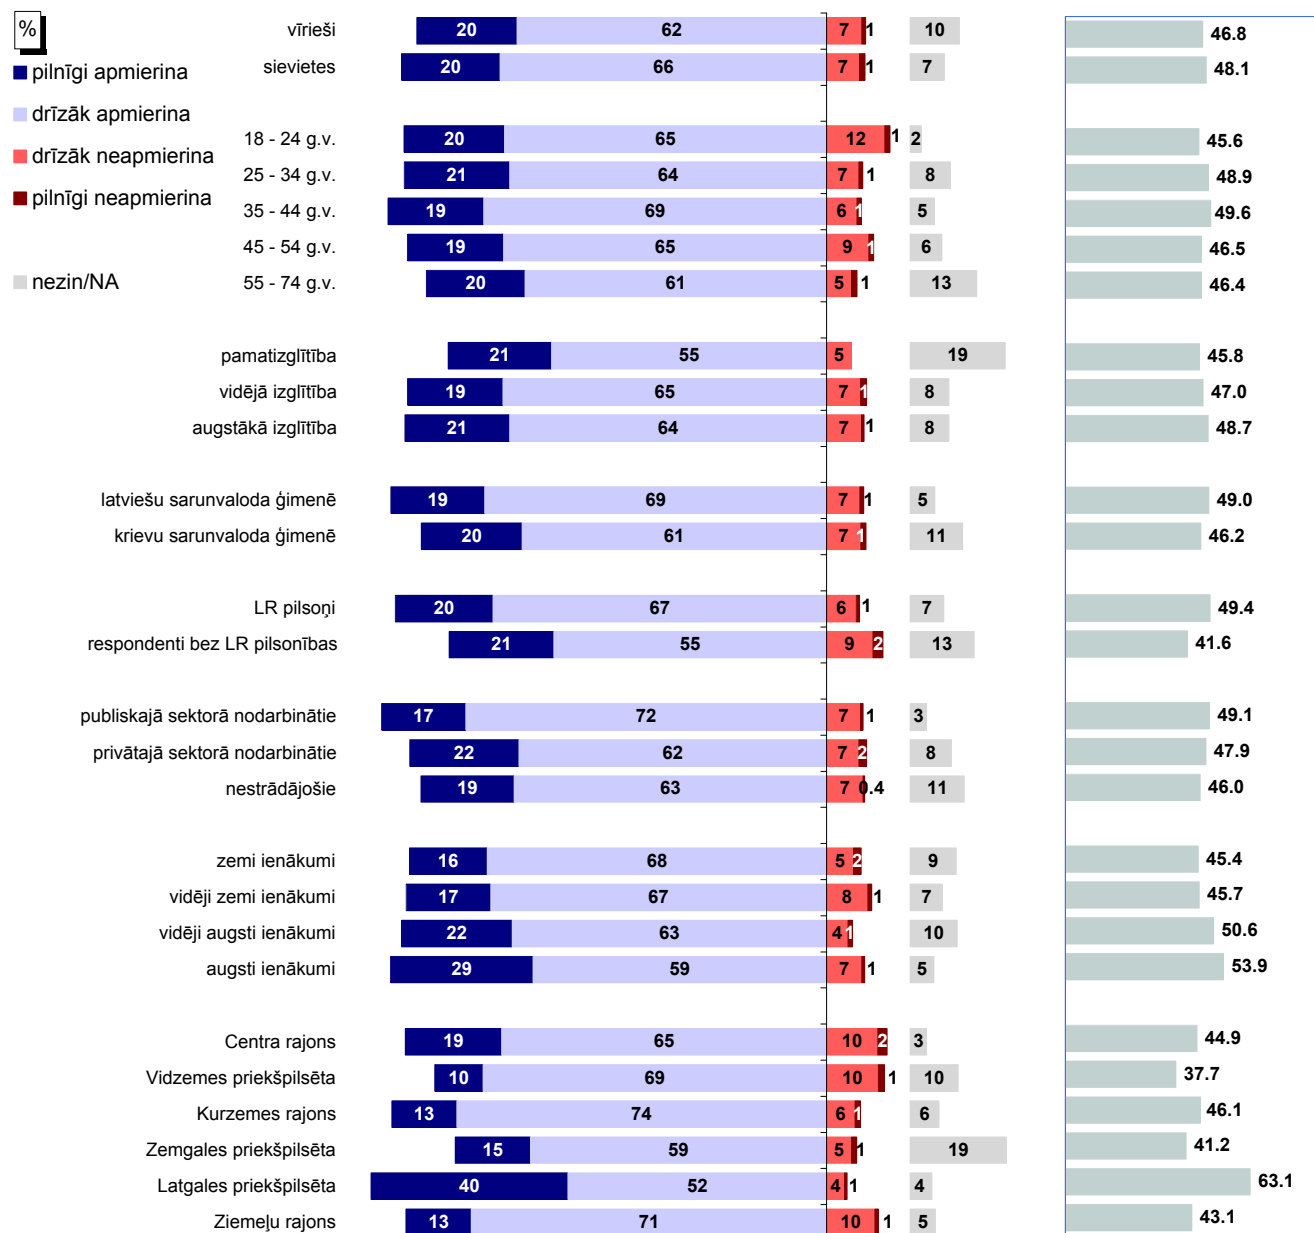 %
pilnīgi apmierina
drīzāk apmierina
drīzāk neapmierina
pilnīgi neapmierina
nezin/NA
vīrieši 20 62 7 1 10 46.8
sievietes 20 66 7 1 7 48.1
18 - 24 g.v. 20 65 12 1 2 45.6
25 - 34 g.v. 21 64 7 1 8 48.9
35 - 44 g.v. 19 69 6 1 5 49.6
45 - 54 g.v. 19 65 9 1 6 46.5
55 - 74 g.v. 20 61 5 1 13 46.4
pamatizglītība 21 55 5 19 45.8
vidējā izglītība 19 65 7 1 8 47.0
augstākā izglītība 21 64 7 1 8 48.7
latviešu sarunvaloda ģimenē 19 69 7 1 5 49.0
krievu sarunvaloda ģimenē 20 61 7 1 11 46.2
LR pilsoņi 20 67 6 1 7 49.4
respondenti bez LR pilsonības 21 55 9 2 13 41.6
publiskajā sektorā nodarbinātie 17 72 7 1 3 49.1
privātajā sektorā nodarbinātie 22 62 7 2 8 47.9
nestrādājošie 19 63 7 0.4 11 46.0
zemi ienākumi 16 68 5 2 9 45.4
vidēji zemi ienākumi 17 67 8 1 7 45.7
vidēji augsti ienākumi 22 63 4 1 10 50.6
augsti ienākumi 29 59 7 1 5 53.9
Centra rajons 19 65 10 2 3 44.9
Vidzemes priekšpilsēta 10 69 10 1 10 37.7
Kurzemes rajons 13 74 6 1 6 46.1
Zemgales priekšpilsēta 15 59 5 1 19 41.2
Latgales priekšpilsēta 40 52 4 1 4 63.1
Ziemeļu rajons 13 71 10 1 5 43.1